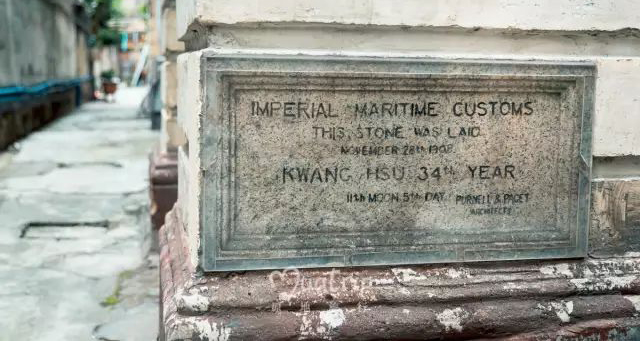 IMPERIAL MARITIME CUSTOMS
THIS STONE WAS LAID
NOVEMBER 28TH 1908
KWANG HSU 34TH YEAR
11TH MOON 5TH DAY
PURNELL & PAGET
ARCHITECTS